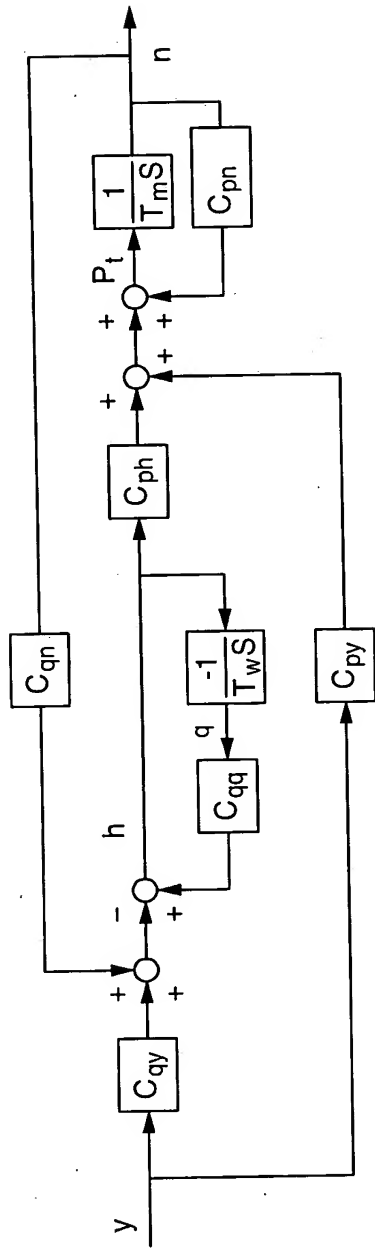 y
C_qy
+
+
-
+
h
C_qn
q
C_qq
-1
T_wS
C_ph
+
+
C_py
+
+
P_t
1
T_mS
C_pn
n